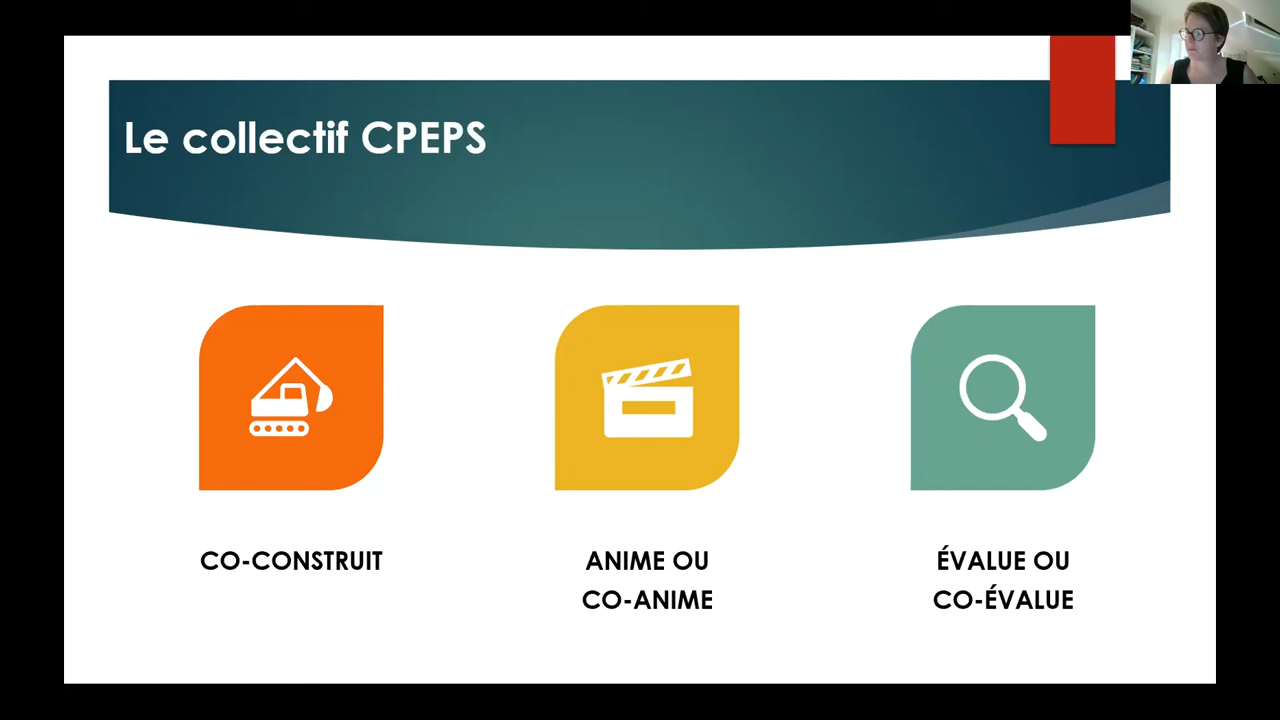 Le collectif CPEPS
CO-CONSTRUIT
ANIME OU
CO-ANIME
ÉVALUE OU
CO-ÉVALUE